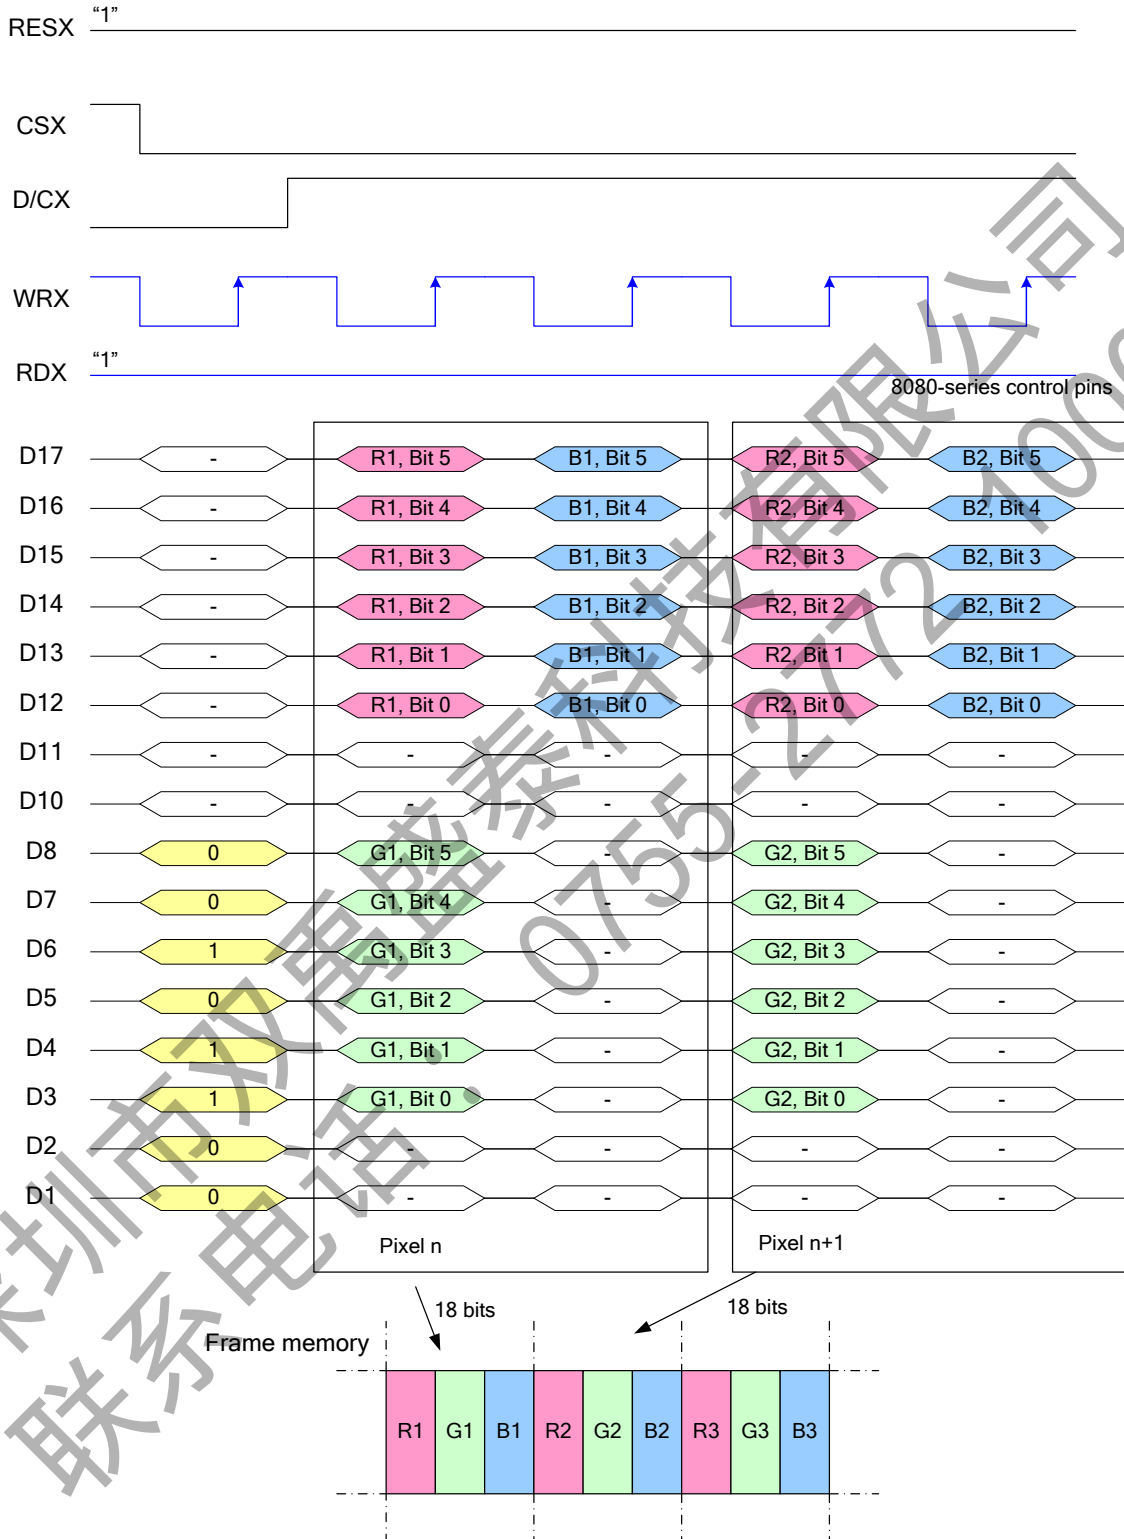 RESX "1"
CSX
D/CX
WRX
RDX "1"
8080-series control pins
D17 - R1, Bit 5 B1, Bit 5 R2, Bit 5 B2, Bit 5
D16 - R1, Bit 4 B1, Bit 4 R2, Bit 4 B2, Bit 4
D15 - R1, Bit 3 B1, Bit 3 R2, Bit 3 B2, Bit 3
D14 - R1, Bit 2 B1, Bit 2 R2, Bit 2 B2, Bit 2
D13 - R1, Bit 1 B1, Bit 1 R2, Bit 1 B2, Bit 1
D12 - R1, Bit 0 B1, Bit 0 R2, Bit 0 B2, Bit 0
D11 - - - - -
D10 - - - - -
D8 0 G1, Bit 5 - G2, Bit 5 -
D7 0 G1, Bit 4 - G2, Bit 4 -
D6 1 G1, Bit 3 - G2, Bit 3 -
D5 0 G1, Bit 2 - G2, Bit 2 -
D4 1 G1, Bit 1 - G2, Bit 1 -
D3 1 G1, Bit 0 - G2, Bit 0 -
D2 0 - - - -
D1 0 - - - -
Pixel n Pixel n+1
18 bits 18 bits
Frame memory
R1 G1 B1 R2 G2 B2 R3 G3 B3
深圳市双禹盛泰科技有限公司
联系电话：0755-2772 100